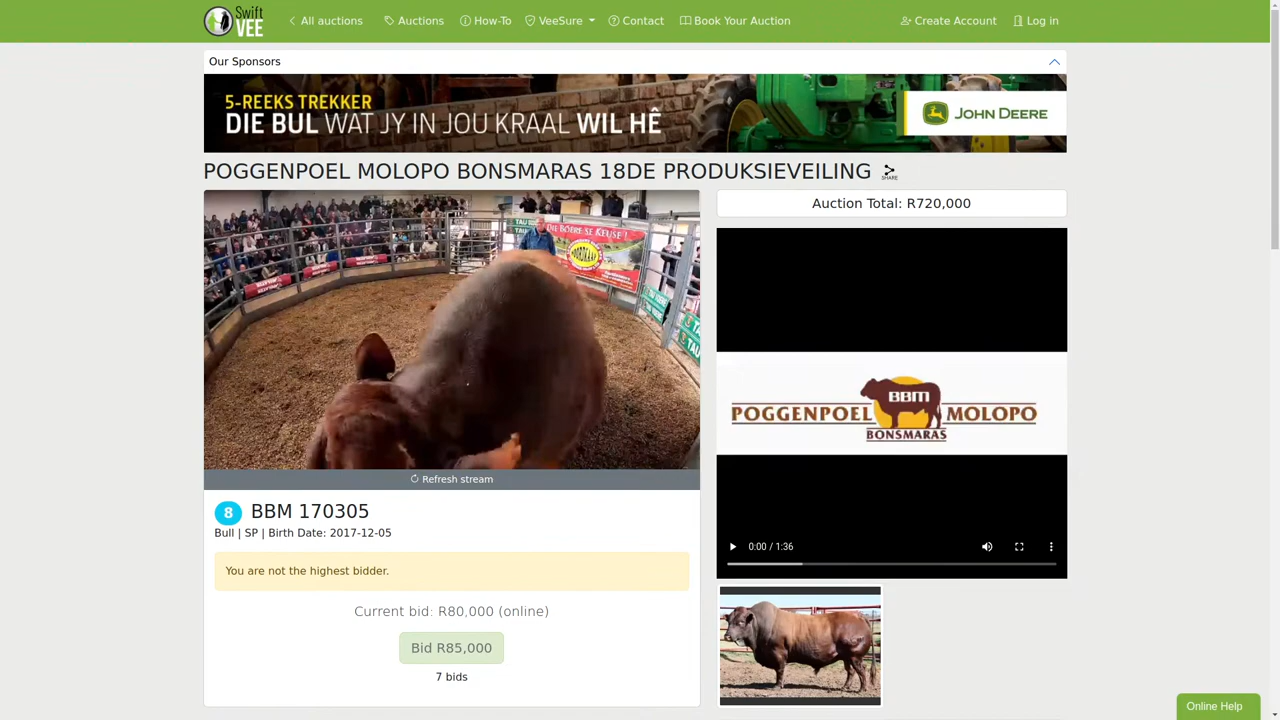 Swift
VEE
All auctions
Auctions
How-To
VeeSure
Contact
Book Your Auction
Create Account
Log in
Our Sponsors
5-REEKS TREKKER
DIE BUL WAT JY IN JOU KRAAL WIL HÊ
JOHN DEERE
POGGENPOEL MOLOPO BONSMARAS 18DE PRODUKSIEVEILING
SHARE
DIE BOERE SE KEUSE!
VOORDKAAP
Refresh stream
Auction Total: R720,000
BBM
POGGENPOEL MOLOPO
BONSMARAS
0:00 / 1:36
8
BBM 170305
Bull | SP | Birth Date: 2017-12-05
You are not the highest bidder.
Current bid: R80,000 (online)
Bid R85,000
7 bids
Online Help